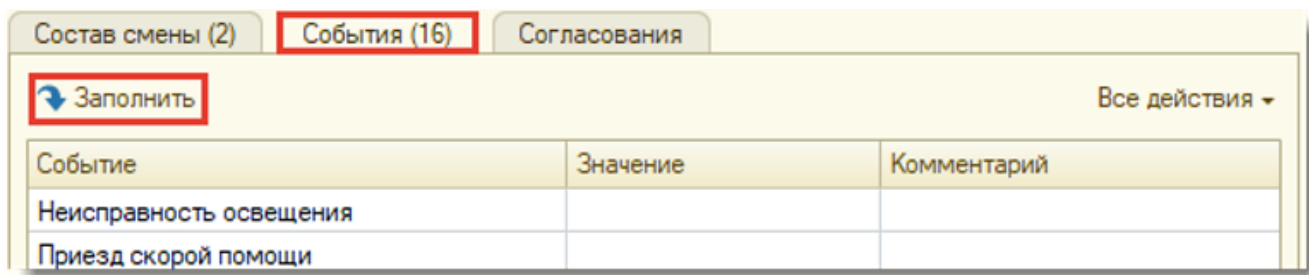 Состав смены (2) События (16) Согласования
Заполнить Все действия
Событие Значение Комментарий
Неисправность освещения
Приезд скорой помощи